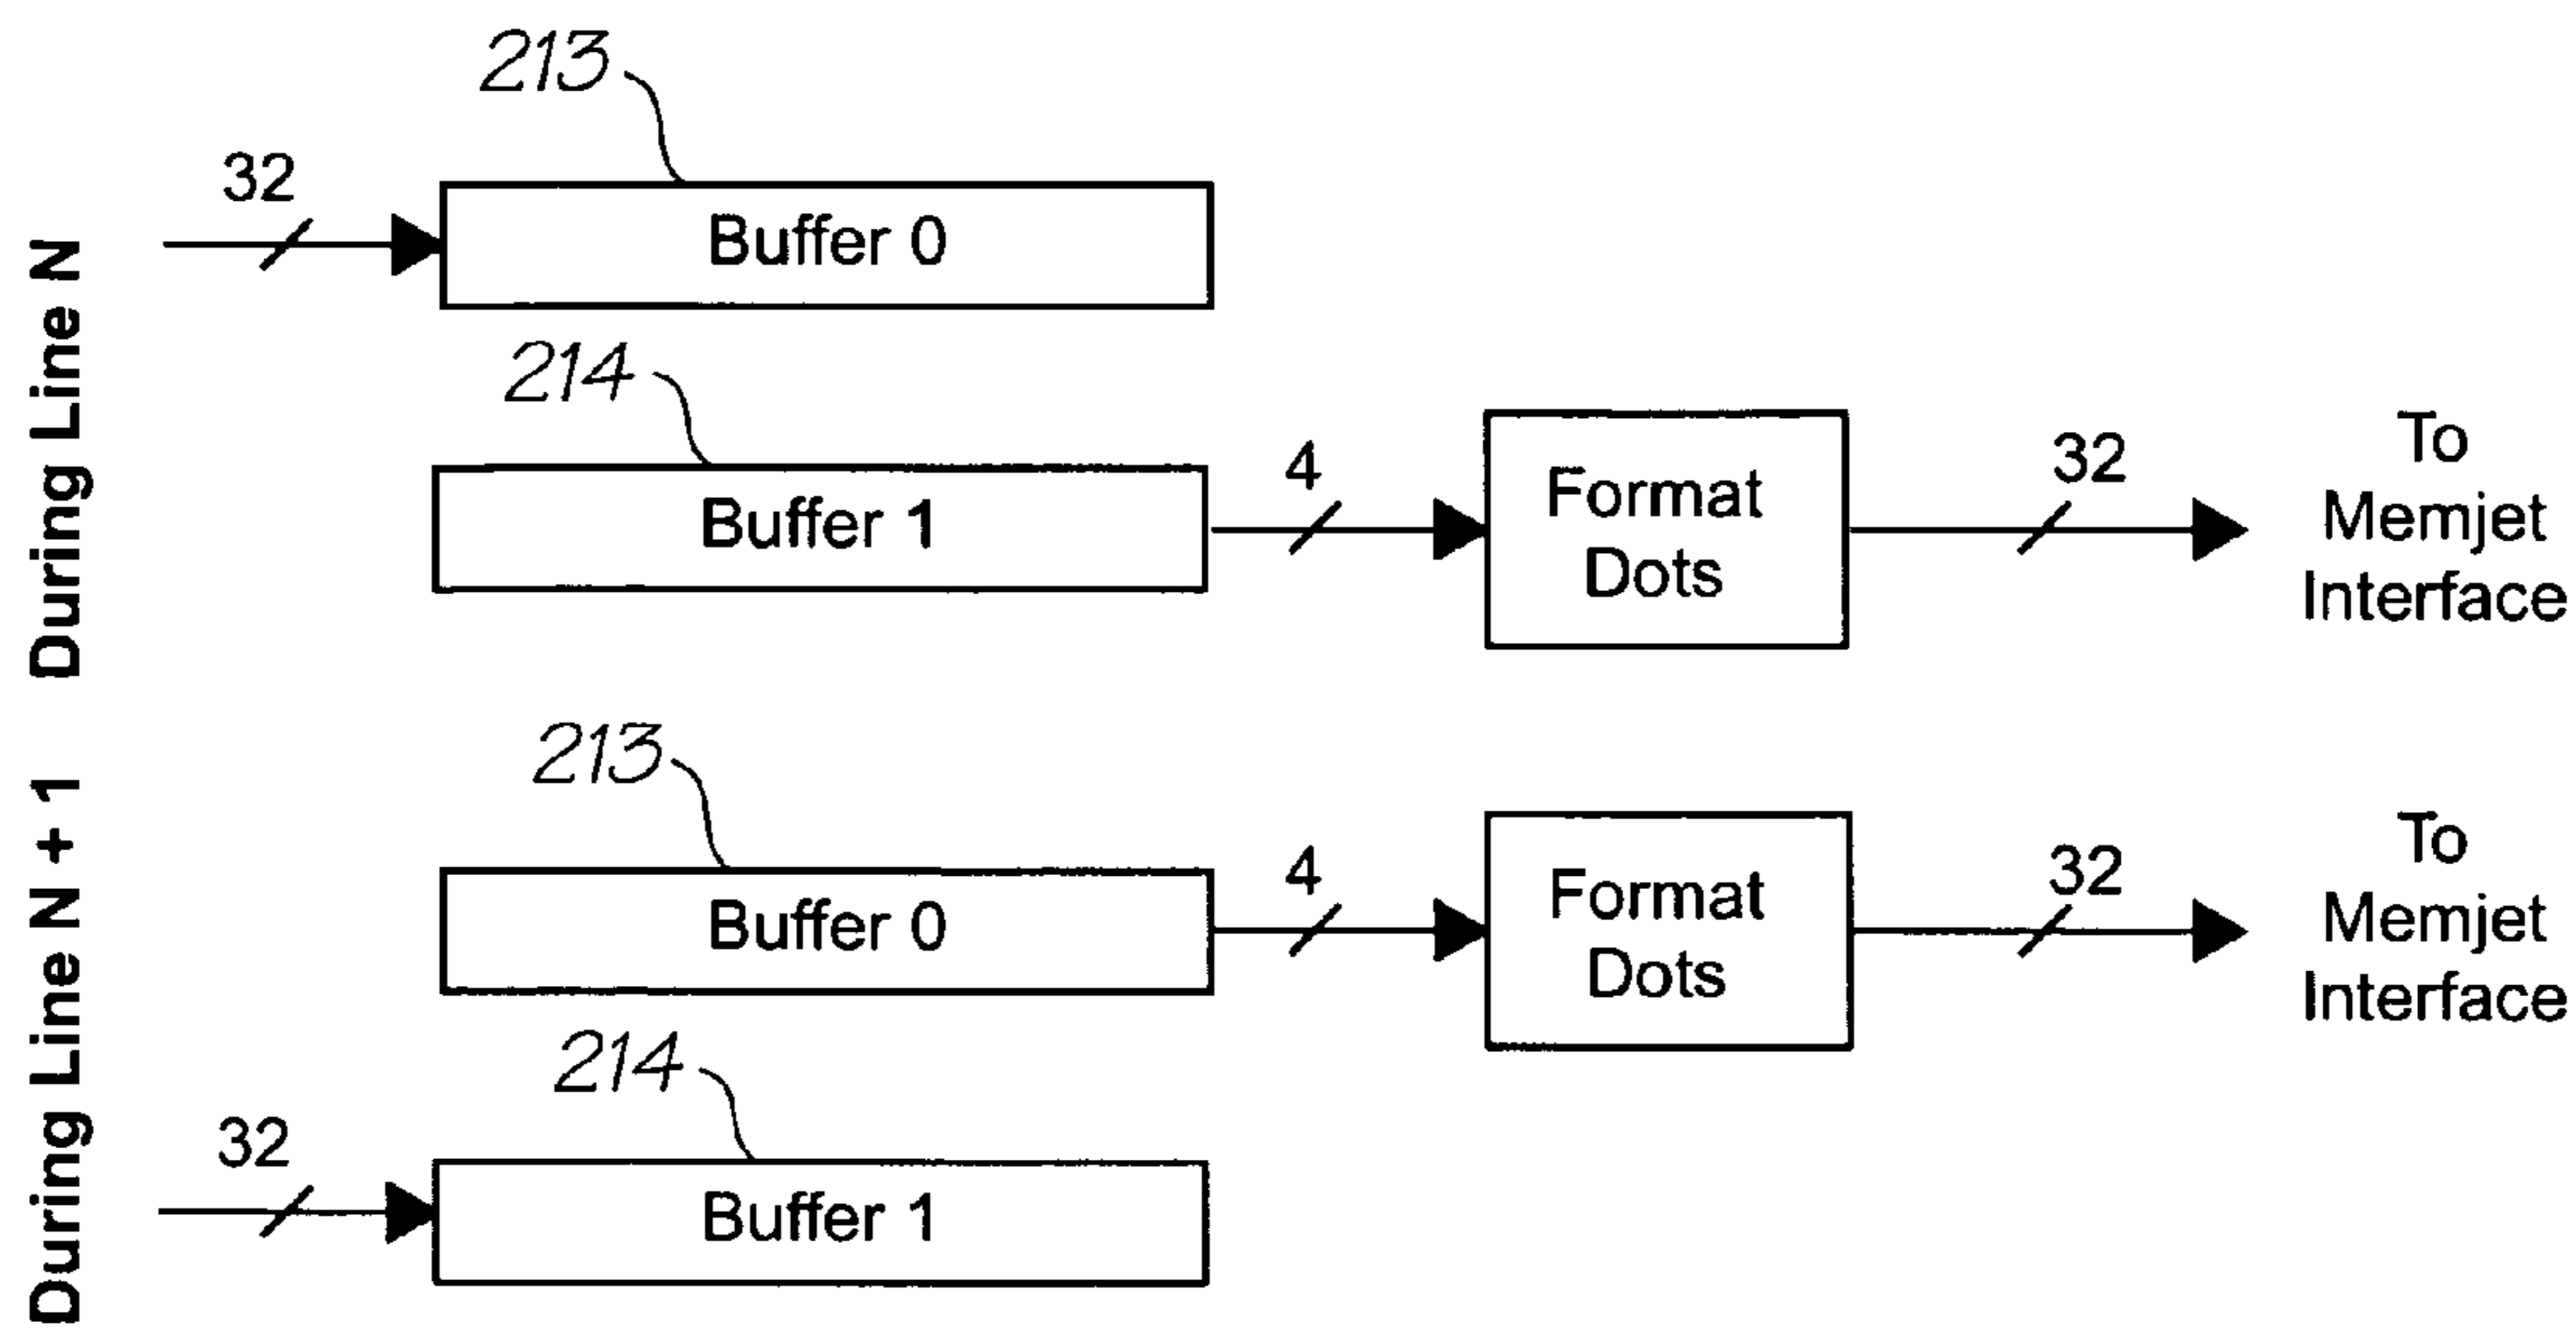 During Line N
213
32
Buffer 0
214
Buffer 1
4
Format
Dots
32
To
Memjet
Interface
During Line N + 1
213
Buffer 0
4
Format
Dots
32
To
Memjet
Interface
214
32
Buffer 1